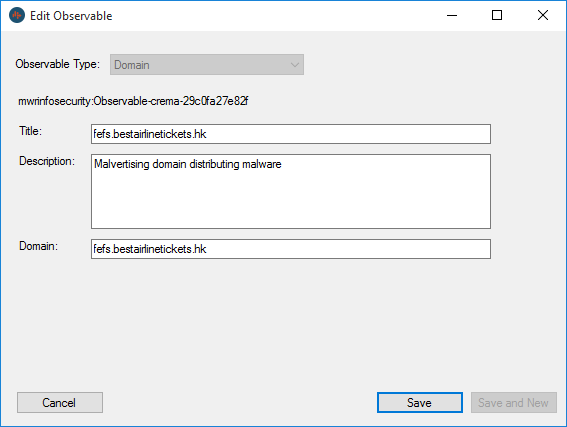 Edit Observable
Observable Type: Domain
mwrinfosecurity:Observable-crema-29c0fa27e82f
Title: fefs.bestairlinetickets.hk
Description: Malvertising domain distributing malware
Domain: fefs.bestairlinetickets.hk
Cancel Save Save and New